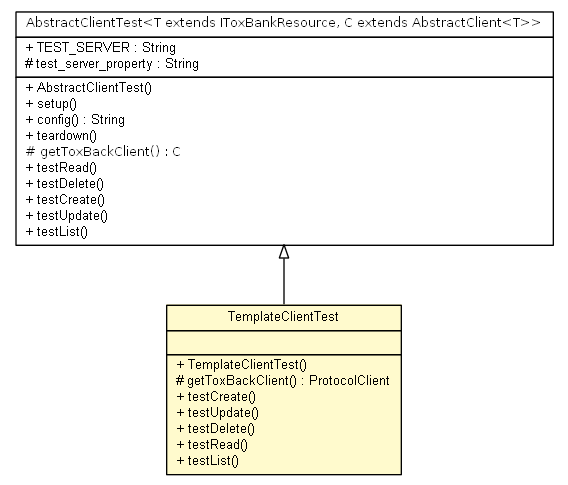 AbstractClientTest<T extends IToxBankResource, C extends AbstractClient<T>>
+ TEST_SERVER : String
# test_server_property : String
+ AbstractClientTest()
+ setup()
+ config() : String
+ teardown()
# getToxBackClient() : C
+ testRead()
+ testDelete()
+ testCreate()
+ testUpdate()
+ testList()
TemplateClientTest
+ TemplateClientTest()
# getToxBackClient() : ProtocolClient
+ testCreate()
+ testUpdate()
+ testDelete()
+ testRead()
+ testList()